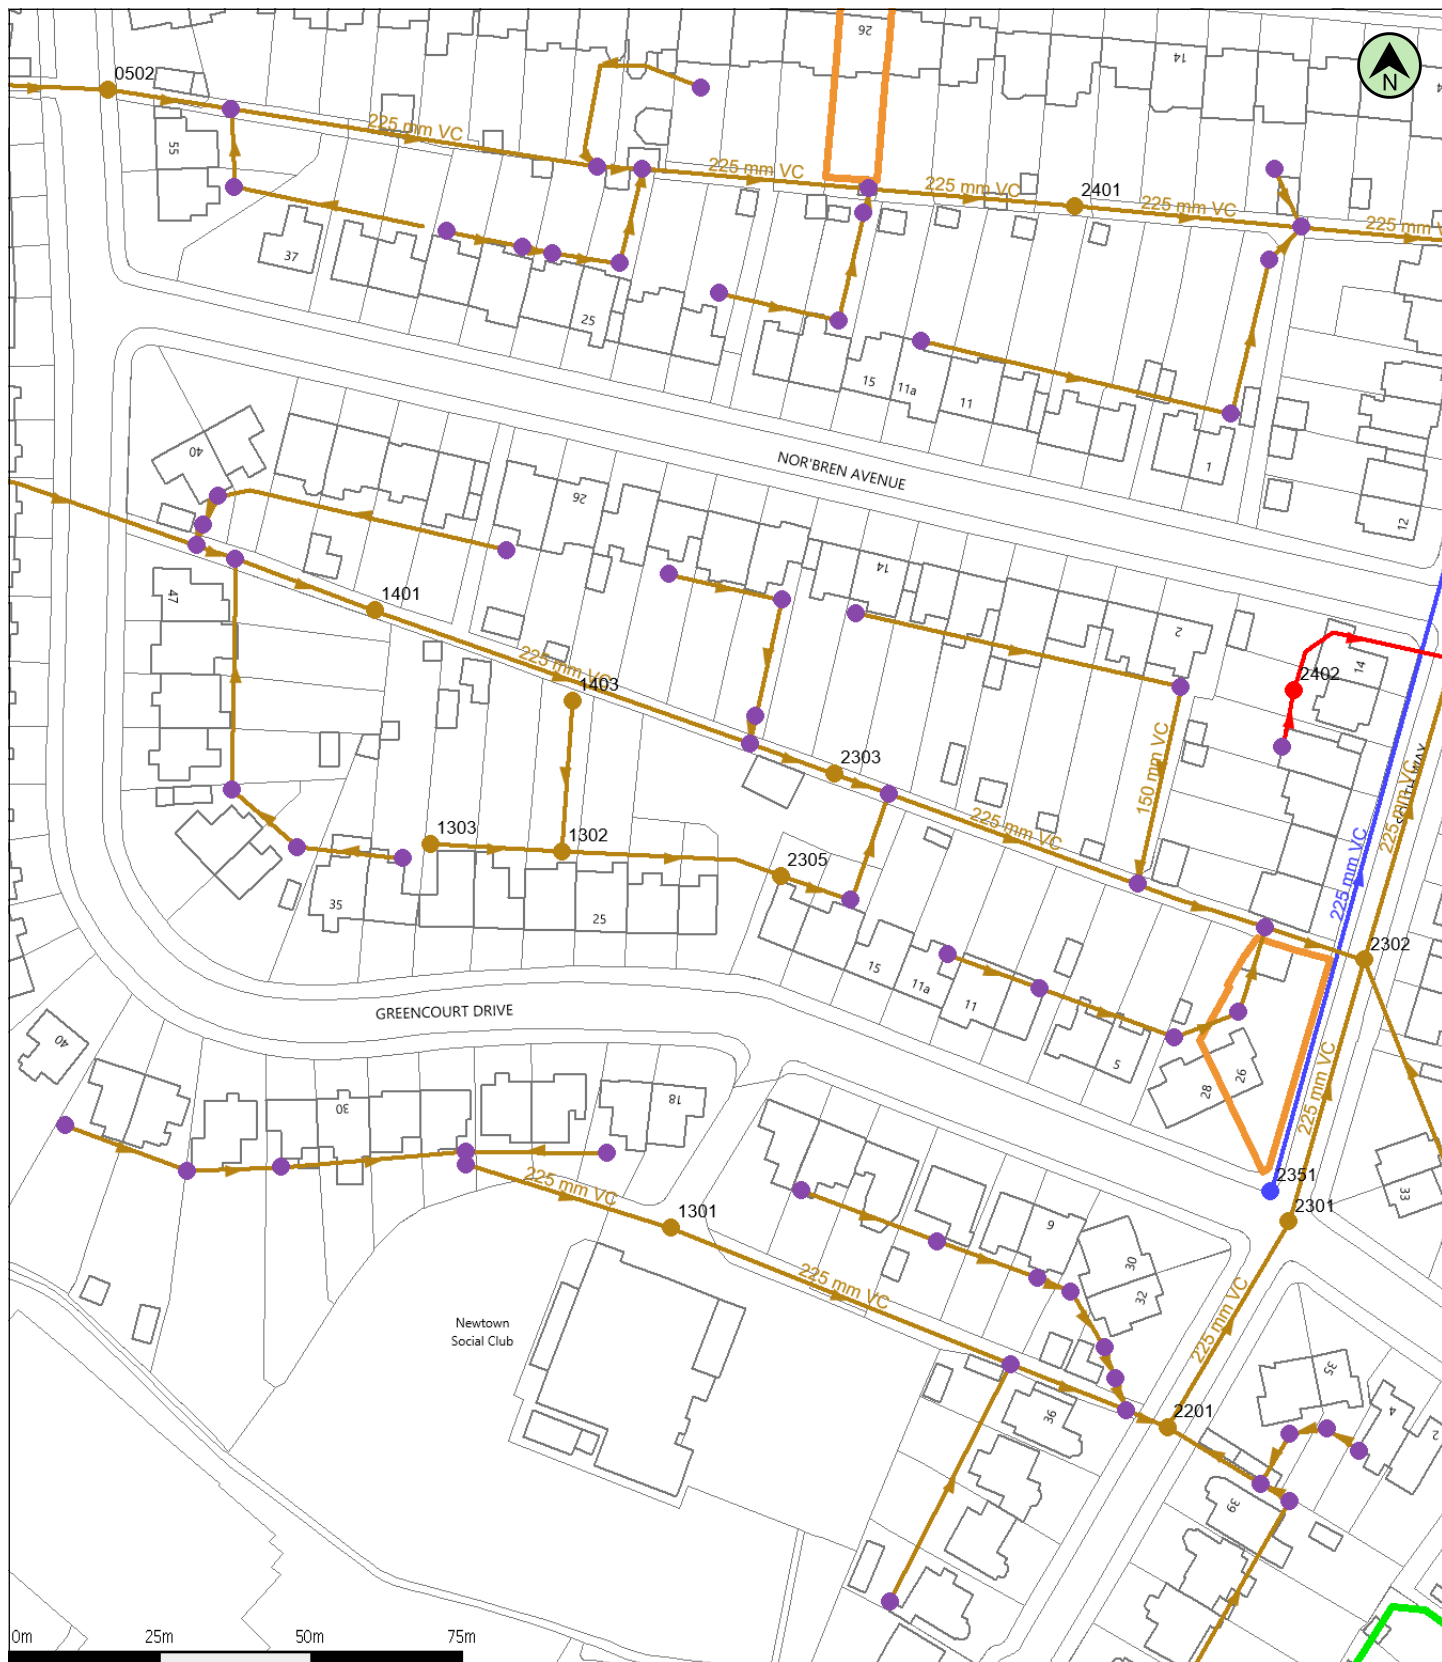 26
14
N
0502
55
225 mm VC
225 mm VC
225 mm VC
2401
225 mm VC
225 mm V
37
25
15
11a
11
1
NOR'BREN AVENUE
40
26
12
14
47
1401
225 mm VC
1403
2
14
2402
2303
150 mm VC
225 mm VC
225 mm VC
225 mm VC
1303
1302
2305
35
25
15
11a
11
5
2302
GREENCOURT DRIVE
40
30
18
28
26
225 mm VC
2351
2301
33
225 mm VC
1301
9
30
32
225 mm VC
225 mm VC
Newtown
Social Club
36
2201
35
4
2
39
0m
25m
50m
75m